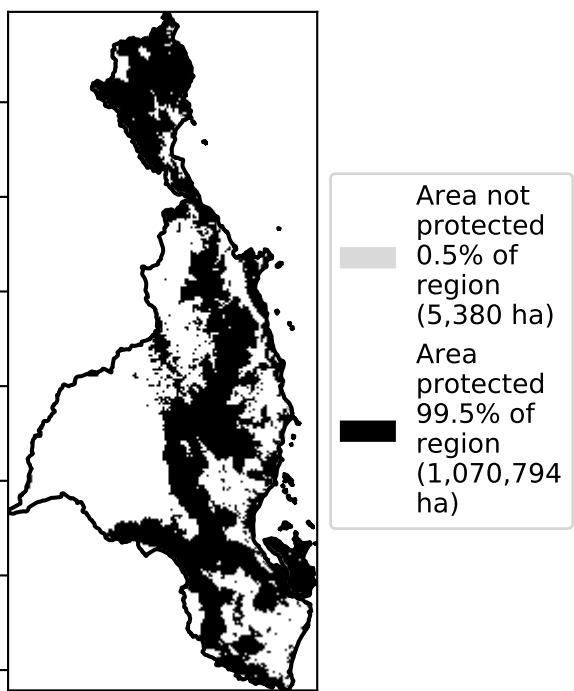 Area not
protected
0.5% of
region
(5,380 ha)
Area
protected
99.5% of
region
(1,070,794
ha)